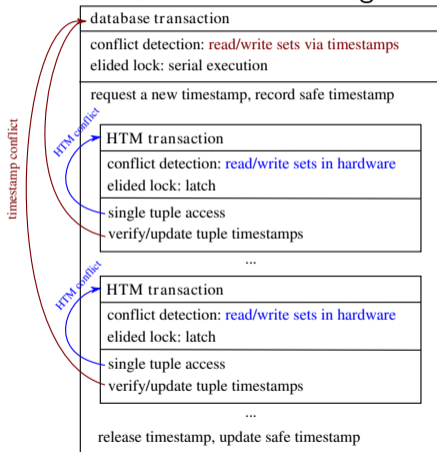 database transaction
conflict detection: read/write sets via timestamps
elided lock: serial execution
request a new timestamp, record safe timestamp
timestamp conflict
HTM conflict
HTM transaction
conflict detection: read/write sets in hardware
elided lock: latch
single tuple access
verify/update tuple timestamps
...
HTM conflict
HTM transaction
conflict detection: read/write sets in hardware
elided lock: latch
single tuple access
verify/update tuple timestamps
...
release timestamp, update safe timestamp